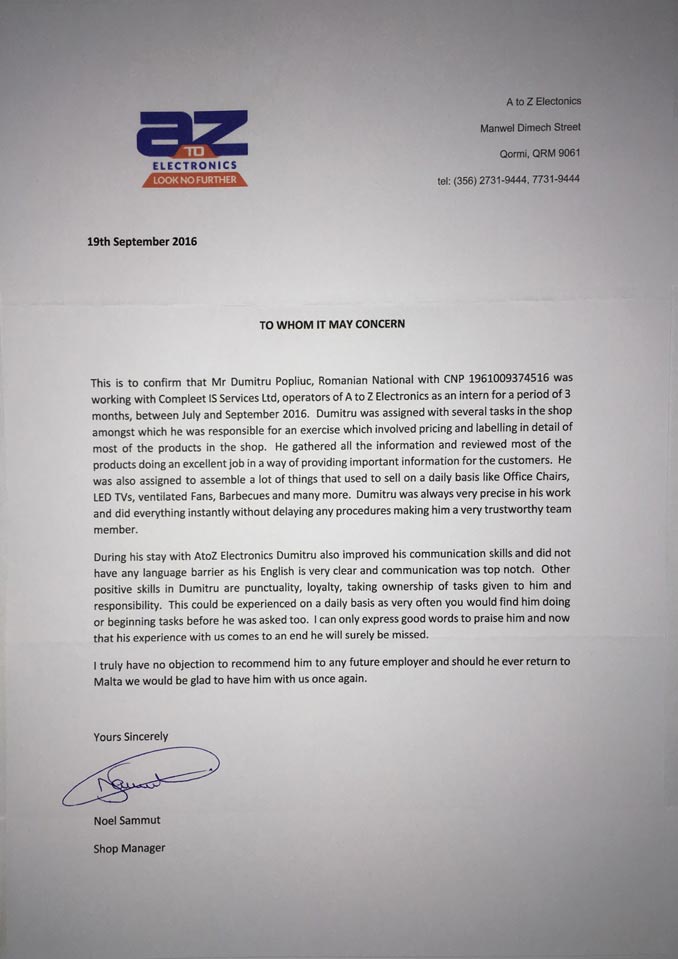 az
TO
ELECTRONICS
LOOK NO FURTHER
A to Z Electonics
Manwel Dimech Street
Qormi, QRM 9061
tel: (356) 2731-9444, 7731-9444
19th September 2016
TO WHOM IT MAY CONCERN
This is to confirm that Mr Dumitru Popliuc, Romanian National with CNP 1961009374516 was
working with Compleet IS Services Ltd, operators of A to Z Electronics as an intern for a period of 3
months, between July and September 2016. Dumitru was assigned with several tasks in the shop
amongst which he was responsible for an exercise which involved pricing and labelling in detail of
most of the products in the shop. He gathered all the information and reviewed most of the
products doing an excellent job in a way of providing important information for the customers. He
was also assigned to assemble a lot of things that used to sell on a daily basis like Office Chairs,
LED TVs, ventilated Fans, Barbecues and many more. Dumitru was always very precise in his work
and did everything instantly without delaying any procedures making him a very trustworthy team
member.
During his stay with AtoZ Electronics Dumitru also improved his communication skills and did not
have any language barrier as his English is very clear and communication was top notch. Other
positive skills in Dumitru are punctuality, loyalty, taking ownership of tasks given to him and
responsibility. This could be experienced on a daily basis as very often you would find him doing
or beginning tasks before he was asked too. I can only express good words to praise him and now
that his experience with us comes to an end he will surely be missed.
I truly have no objection to recommend him to any future employer and should he ever return to
Malta we would be glad to have him with us once again.
Yours Sincerely
Noel Sammut
Shop Manager